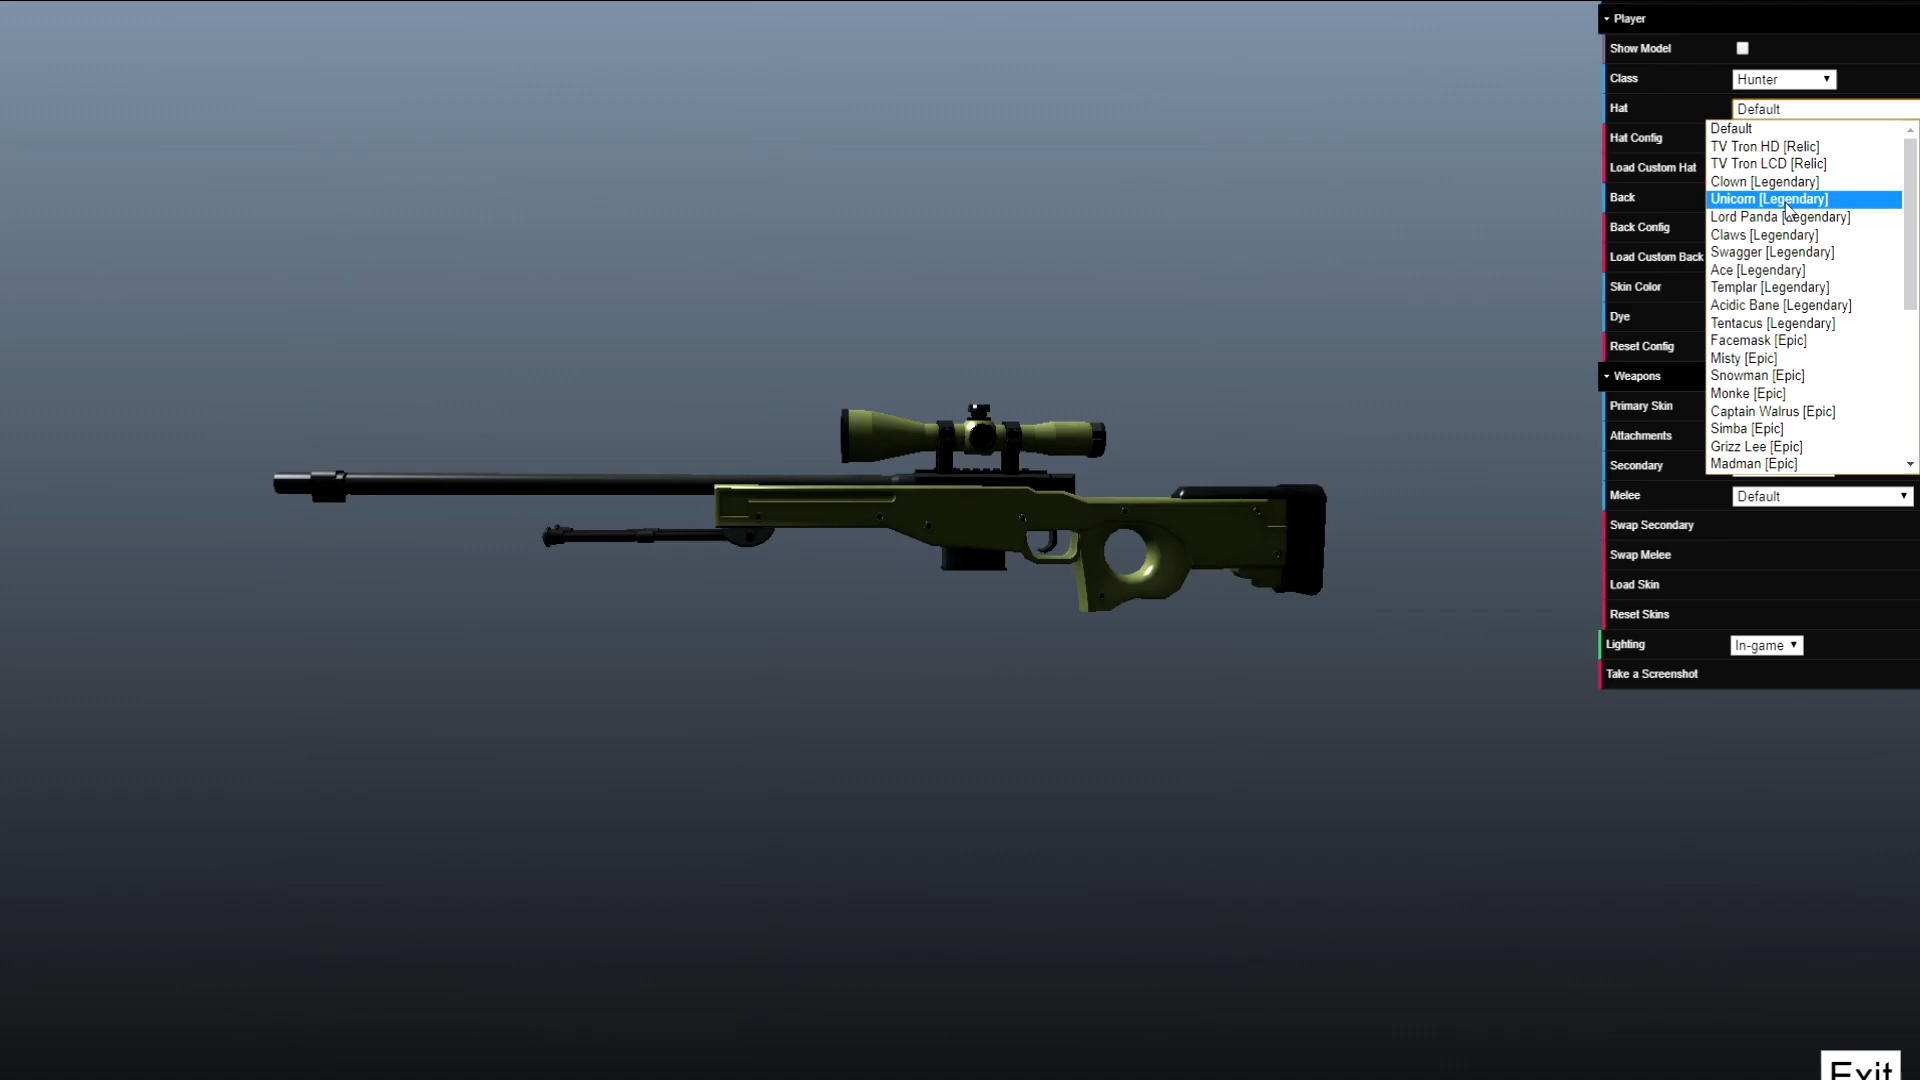 Player
Show Model
Class Hunter
Hat Default
Default
TV Tron HD [Relic]
TV Tron LCD [Relic]
Clown [Legendary]
Unicorn [Legendary]
Lord Panda [Legendary]
Claws [Legendary]
Swagger [Legendary]
Ace [Legendary]
Templar [Legendary]
Acidic Bane [Legendary]
Tentacus [Legendary]
Facemask [Epic]
Misty [Epic]
Snowman [Epic]
Monke [Epic]
Captain Walrus [Epic]
Simba [Epic]
Grizz Lee [Epic]
Madman [Epic]
Hat Config
Load Custom Hat
Back
Back Config
Load Custom Back
Skin Color
Dye
Reset Config
Weapons
Primary Skin
Attachments
Secondary
Melee Default
Swap Secondary
Swap Melee
Load Skin
Reset Skins
Lighting In-game
Take a Screenshot
Exit